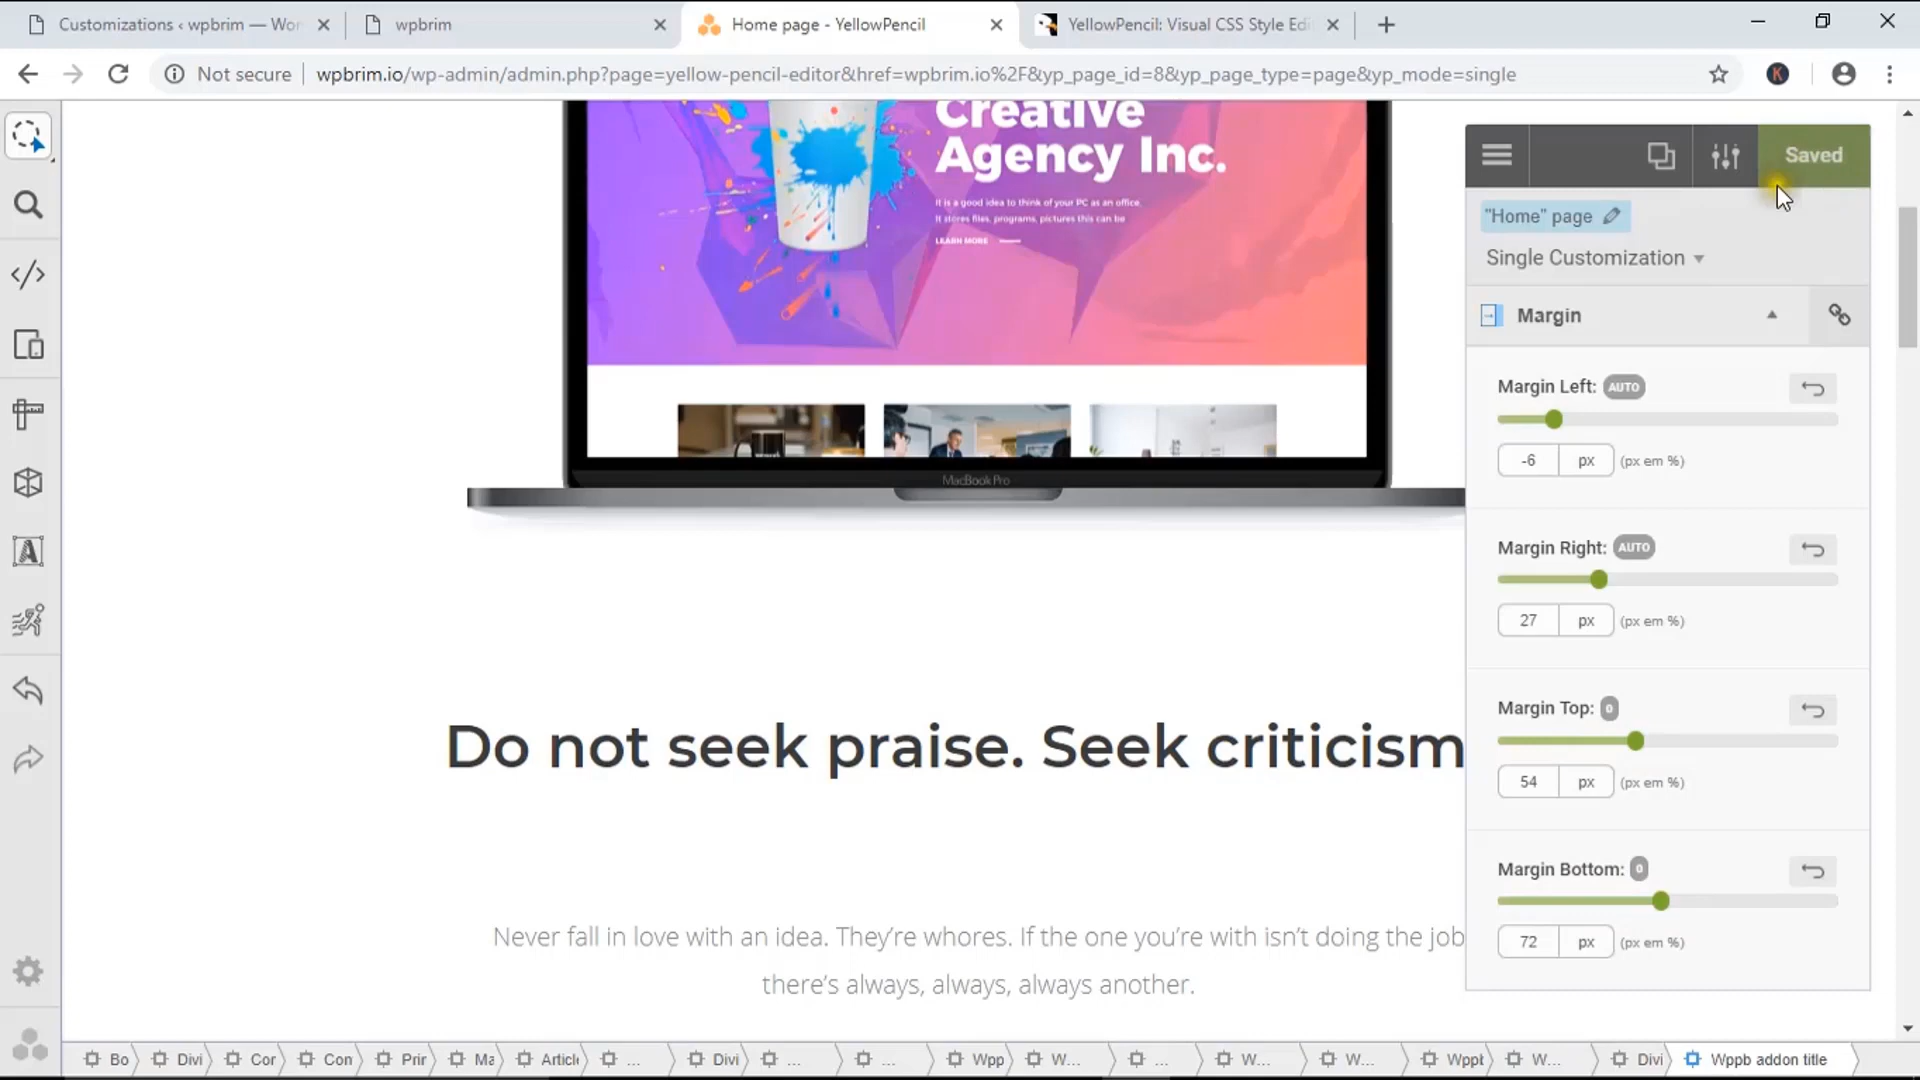 Customizations ‹ wpbrim — Wor
wpbrim
Home page - YellowPencil
YellowPencil: Visual CSS Style Edi
Not secure
wpbrim.io/wp-admin/admin.php?page=yellow-pencil-editor&href=wpbrim.io%2F&yp_page_id=8&yp_page_type=page&yp_mode=single
K
Creative
Agency Inc.
It is a good idea to think of your PC as an office.
It stores files, programs, pictures this can be
LEARN MORE
MacBook Pro
Saved
"Home" page
Single Customization
Margin
Margin Left: AUTO
-6 px (px em %)
Margin Right: AUTO
27 px (px em %)
Margin Top: 0
54 px (px em %)
Margin Bottom: 0
72 px (px em %)
Do not seek praise. Seek criticism
Never fall in love with an idea. They're whores. If the one you're with isn't doing the job
there's always, always, always another.
Bo Divi Cor Con Prir Ma Article ... Divi ... ... Wpp W... ... W... W... Wppb W... Divi Wppb addon title